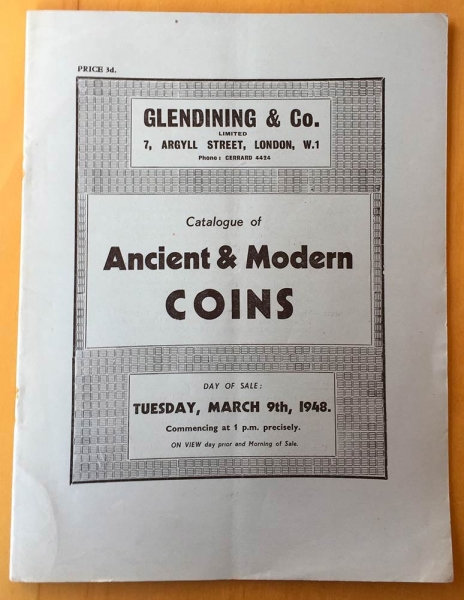 PRICE 3d.
GLENDINING & Co.
LIMITED
7, ARGYLL STREET, LONDON, W.1
Phone: GERRARD 4424
Catalogue of
Ancient & Modern
COINS
DAY OF SALE:
TUESDAY, MARCH 9th, 1948.
Commencing at 1 p.m. precisely.
ON VIEW day prior and Morning of Sale.